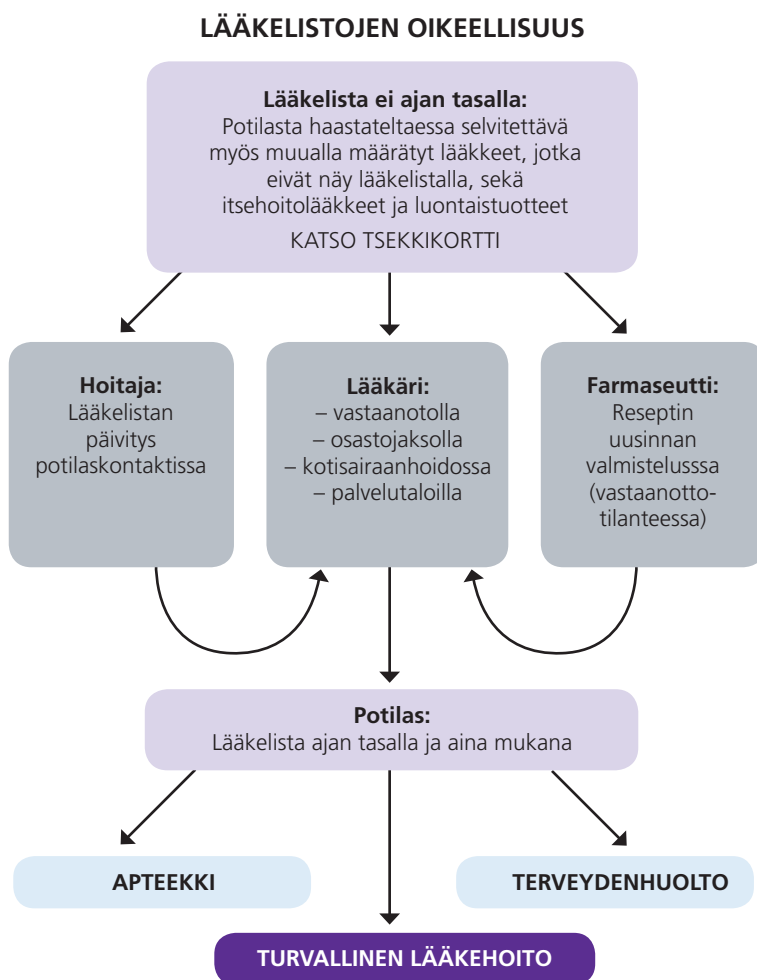 LÄÄKELISTOJEN OIKEELLISUUS
Lääkelista ei ajan tasalla:
Potilasta haastateltaessa selvitettävä
myös muualla määrätyt lääkkeet, jotka
eivät näy lääkelistalla, sekä
itsehoitolääkkeet ja luontaistuotteet
KATSO TSEKKIKORTTI
Hoitaja:
Lääkelistan
päivitys
potilaskontaktissa
Lääkäri:
– vastaanotolla
– osastojaksolla
– kotisairaanhoidossa
– palvelutaloilla
Farmaseutti:
Reseptin
uusinnan
valmistelusssa
(vastaanotto-
tilanteessa)
Potilas:
Lääkelista ajan tasalla ja aina mukana
APTEEKKI
TERVEYDENHUOLTO
TURVALLINEN LÄÄKEHOITO